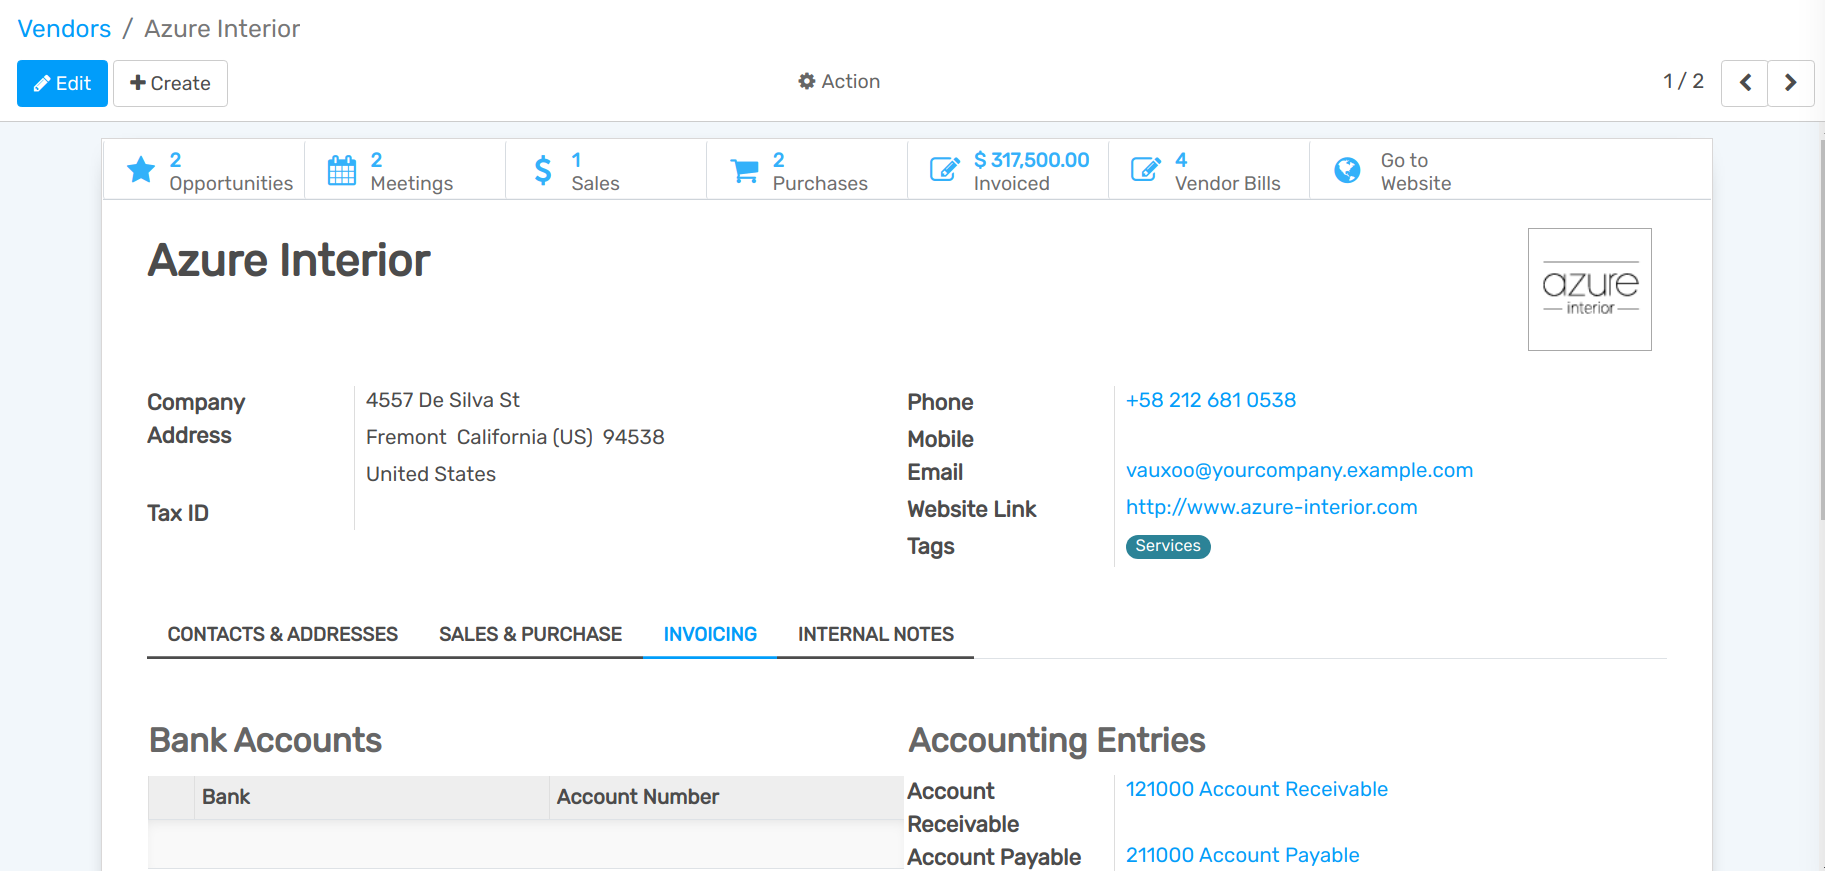 Vendors / Azure Interior
Edit
Create
Action
1 / 2
2
Opportunities
2
Meetings
1
Sales
2
Purchases
$ 317,500.00
Invoiced
4
Vendor Bills
Go to
Website
Azure Interior
azure
interior
Company
Address
4557 De Silva St
Fremont California (US) 94538
United States
Tax ID
Phone +58 212 681 0538
Mobile
Email vauxoo@yourcompany.example.com
Website Link http://www.azure-interior.com
Tags Services
CONTACTS & ADDRESSES SALES & PURCHASE INVOICING INTERNAL NOTES
Bank Accounts
Bank Account Number
Accounting Entries
Account
Receivable
121000 Account Receivable
Account Payable 211000 Account Payable